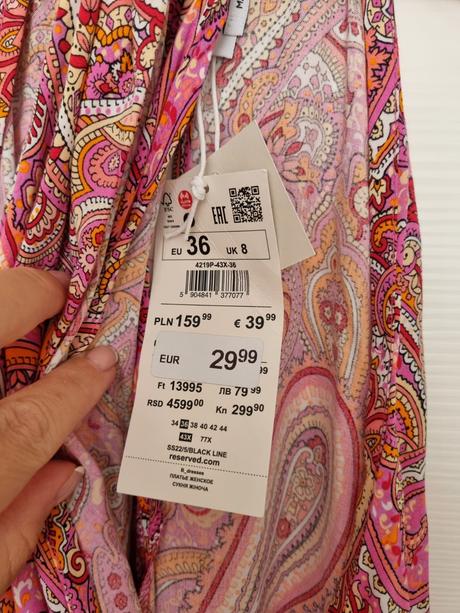 FSC
EAC
EU 36 UK 8
4219P-43X-36
5 904841 377077
PLN 159 99 € 39 99
EUR 29 99
Ft 13995 ЛВ 79 99
RSD 4599 00 Kn 299 90
34 36 38 40 42 44
43X 77X
SS22/5/BLACK LINE
reserved.com
B_dresses
ПЛАТЬЕ ЖЕНСКОЕ
СУКНЯ ЖІНОЧА